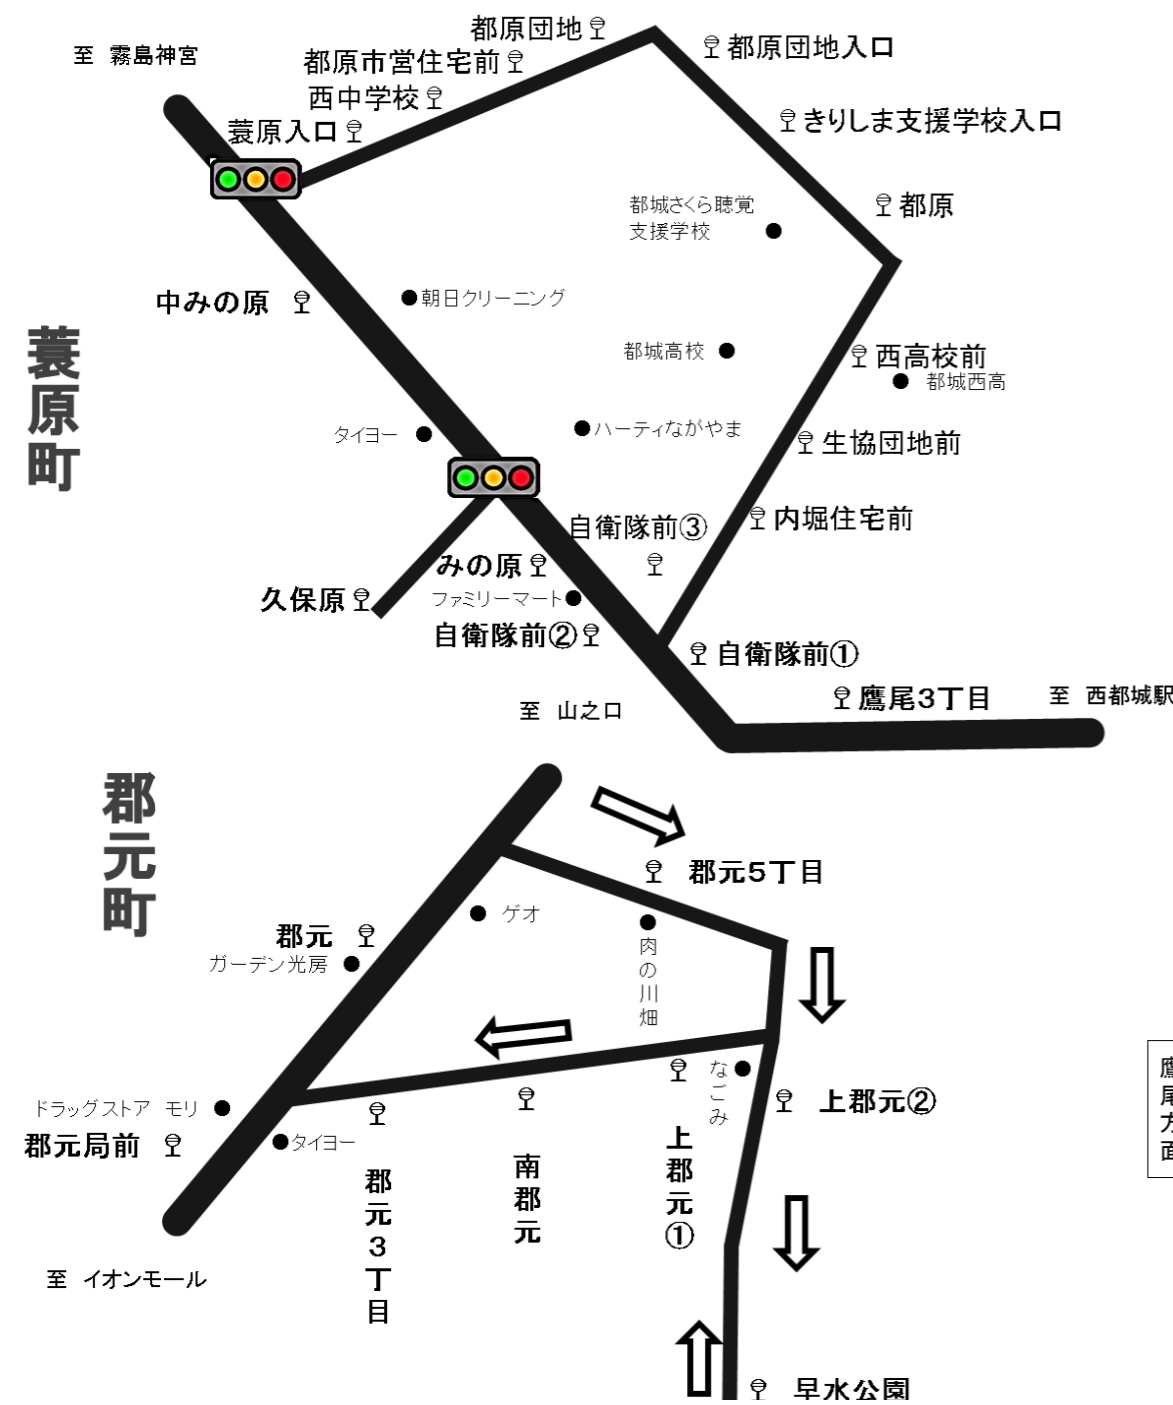 都原団地
至 霧島神宮
都原市営住宅前
都原団地入口
西中学校
蓑原入口
きりしま支援学校入口
都城さくら聴覚
支援学校
都原
中みの原
朝日クリーニング
蓑原町
都城高校
西高校前
都城西高
タイヨー
ハーティながやま
生協団地前
自衛隊前③
内堀住宅前
みの原
久保原
ファミリーマート
自衛隊前②
自衛隊前①
至 山之口
鷹尾3丁目
至 西都城駅
郡元町
郡元5丁目
ゲオ
郡元
ガーデン光房
肉の川畑
なごみ
ドラッグストア モリ
上郡元②
郡元局前
タイヨー
上郡元①
南郡元
郡元3丁目
鷹尾方面
至 イオンモール
早水公園